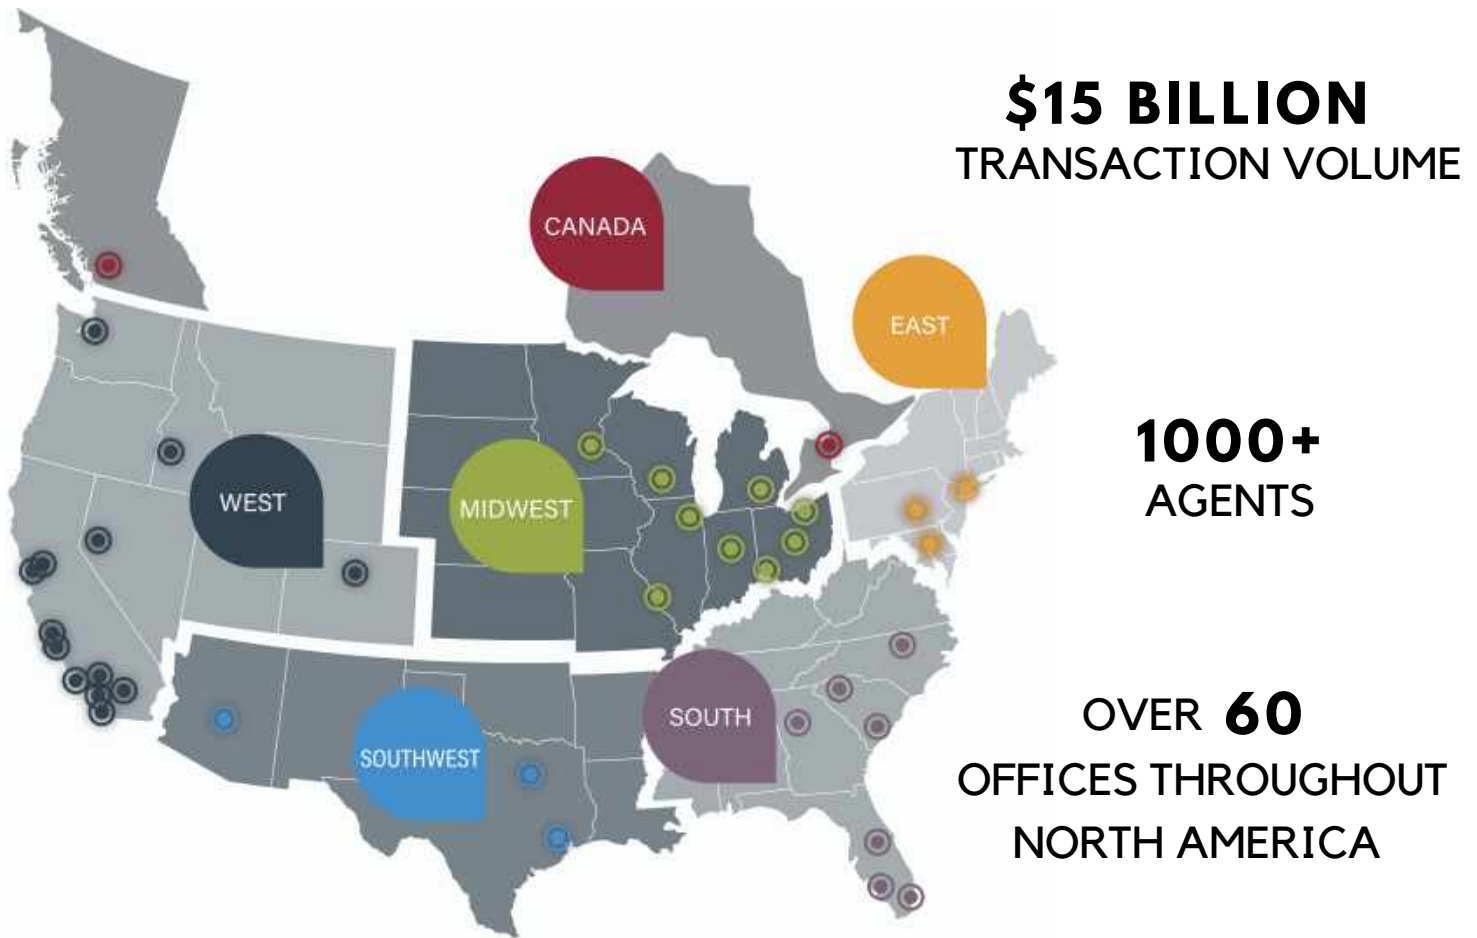 $15 BILLION
TRANSACTION VOLUME
CANADA
EAST
1000+
AGENTS
WEST
MIDWEST
SOUTH
SOUTHWEST
OVER 60
OFFICES THROUGHOUT
NORTH AMERICA